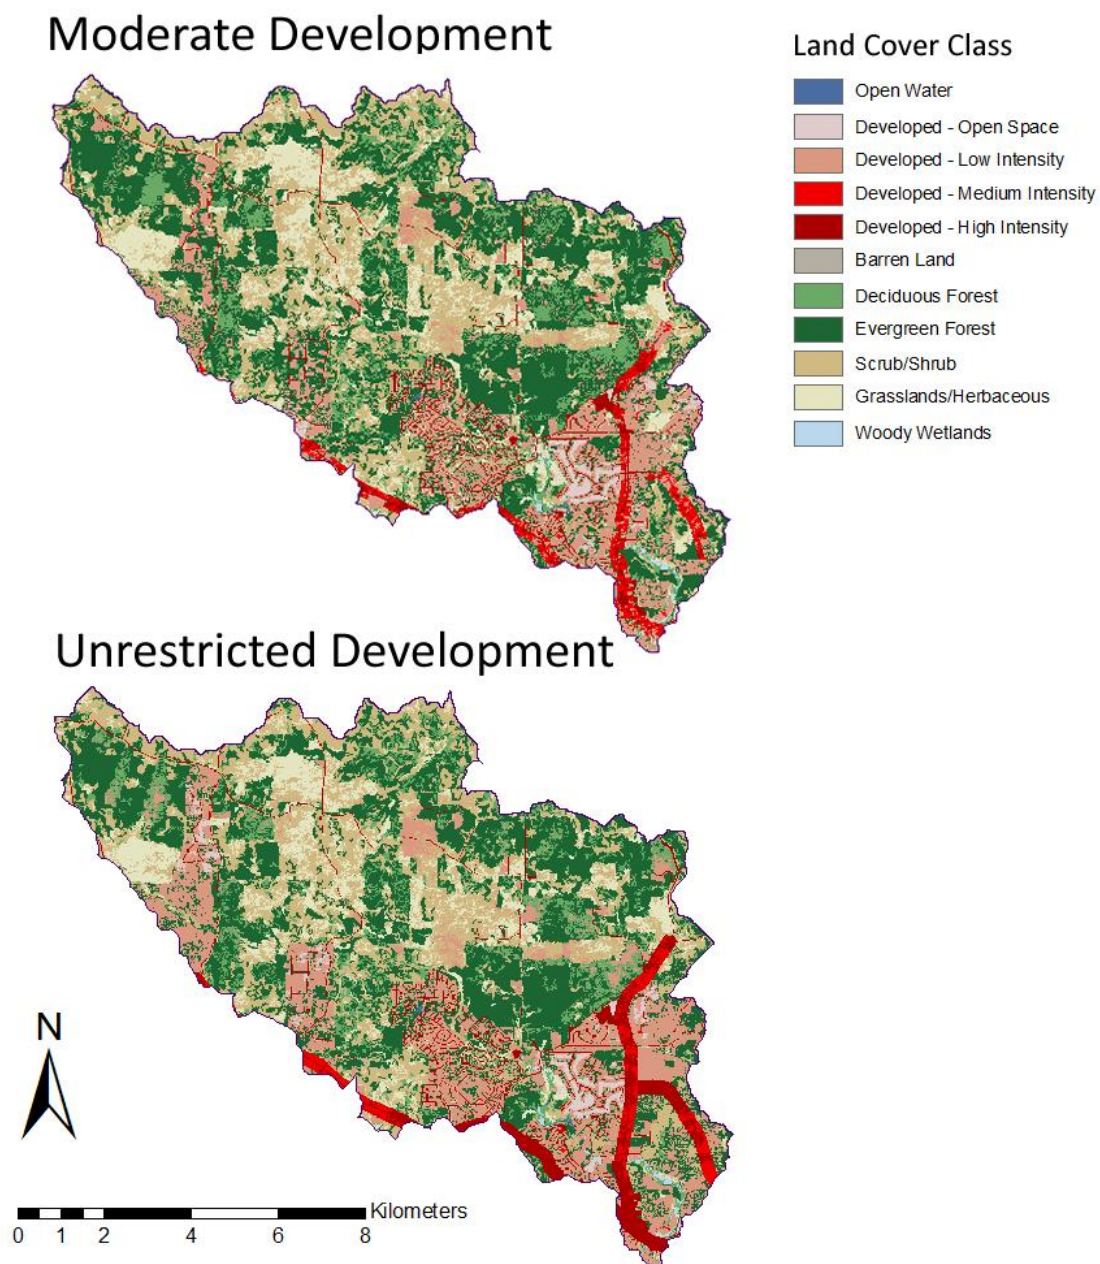 Moderate Development
Land Cover Class
Open Water
Developed - Open Space
Developed - Low Intensity
Developed - Medium Intensity
Developed - High Intensity
Barren Land
Deciduous Forest
Evergreen Forest
Scrub/Shrub
Grasslands/Herbaceous
Woody Wetlands
Unrestricted Development
N
Kilometers
0 1 2 4 6 8